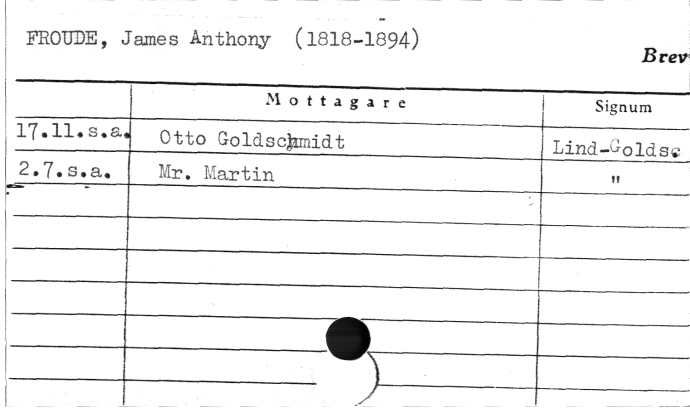 FROUDE, James Anthony (1818-1894)
Brev
Mottagare Signum
17.11.s.a. Otto Goldschmidt Lind-Goldsc
2.7.s.a. Mr. Martin "